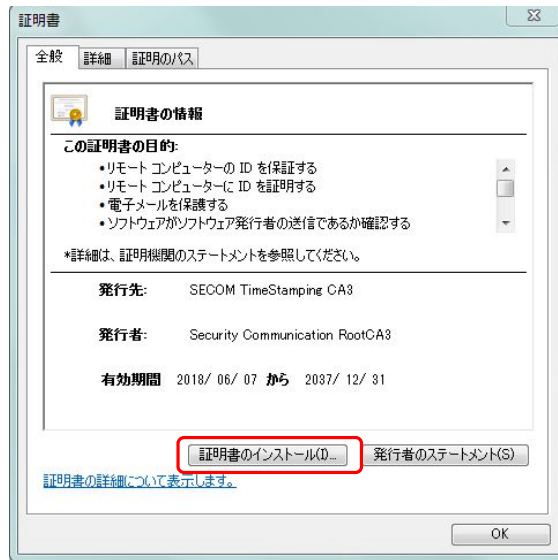 証明書
全般 詳細 証明のパス
証明書の情報
この証明書の目的:
•リモート コンピューターの ID を保証する
•リモート コンピューターに ID を証明する
•電子メールを保護する
•ソフトウェアがソフトウェア発行者の送信であるか確認する
*詳細は、証明機関のステートメントを参照してください。
発行先: SECOM TimeStamping CA3
発行者: Security Communication RootCA3
有効期間 2018/ 06/ 07 から 2037/ 12/ 31
証明書のインストール(I)... 発行者のステートメント(S)
証明書の詳細について表示します。
OK